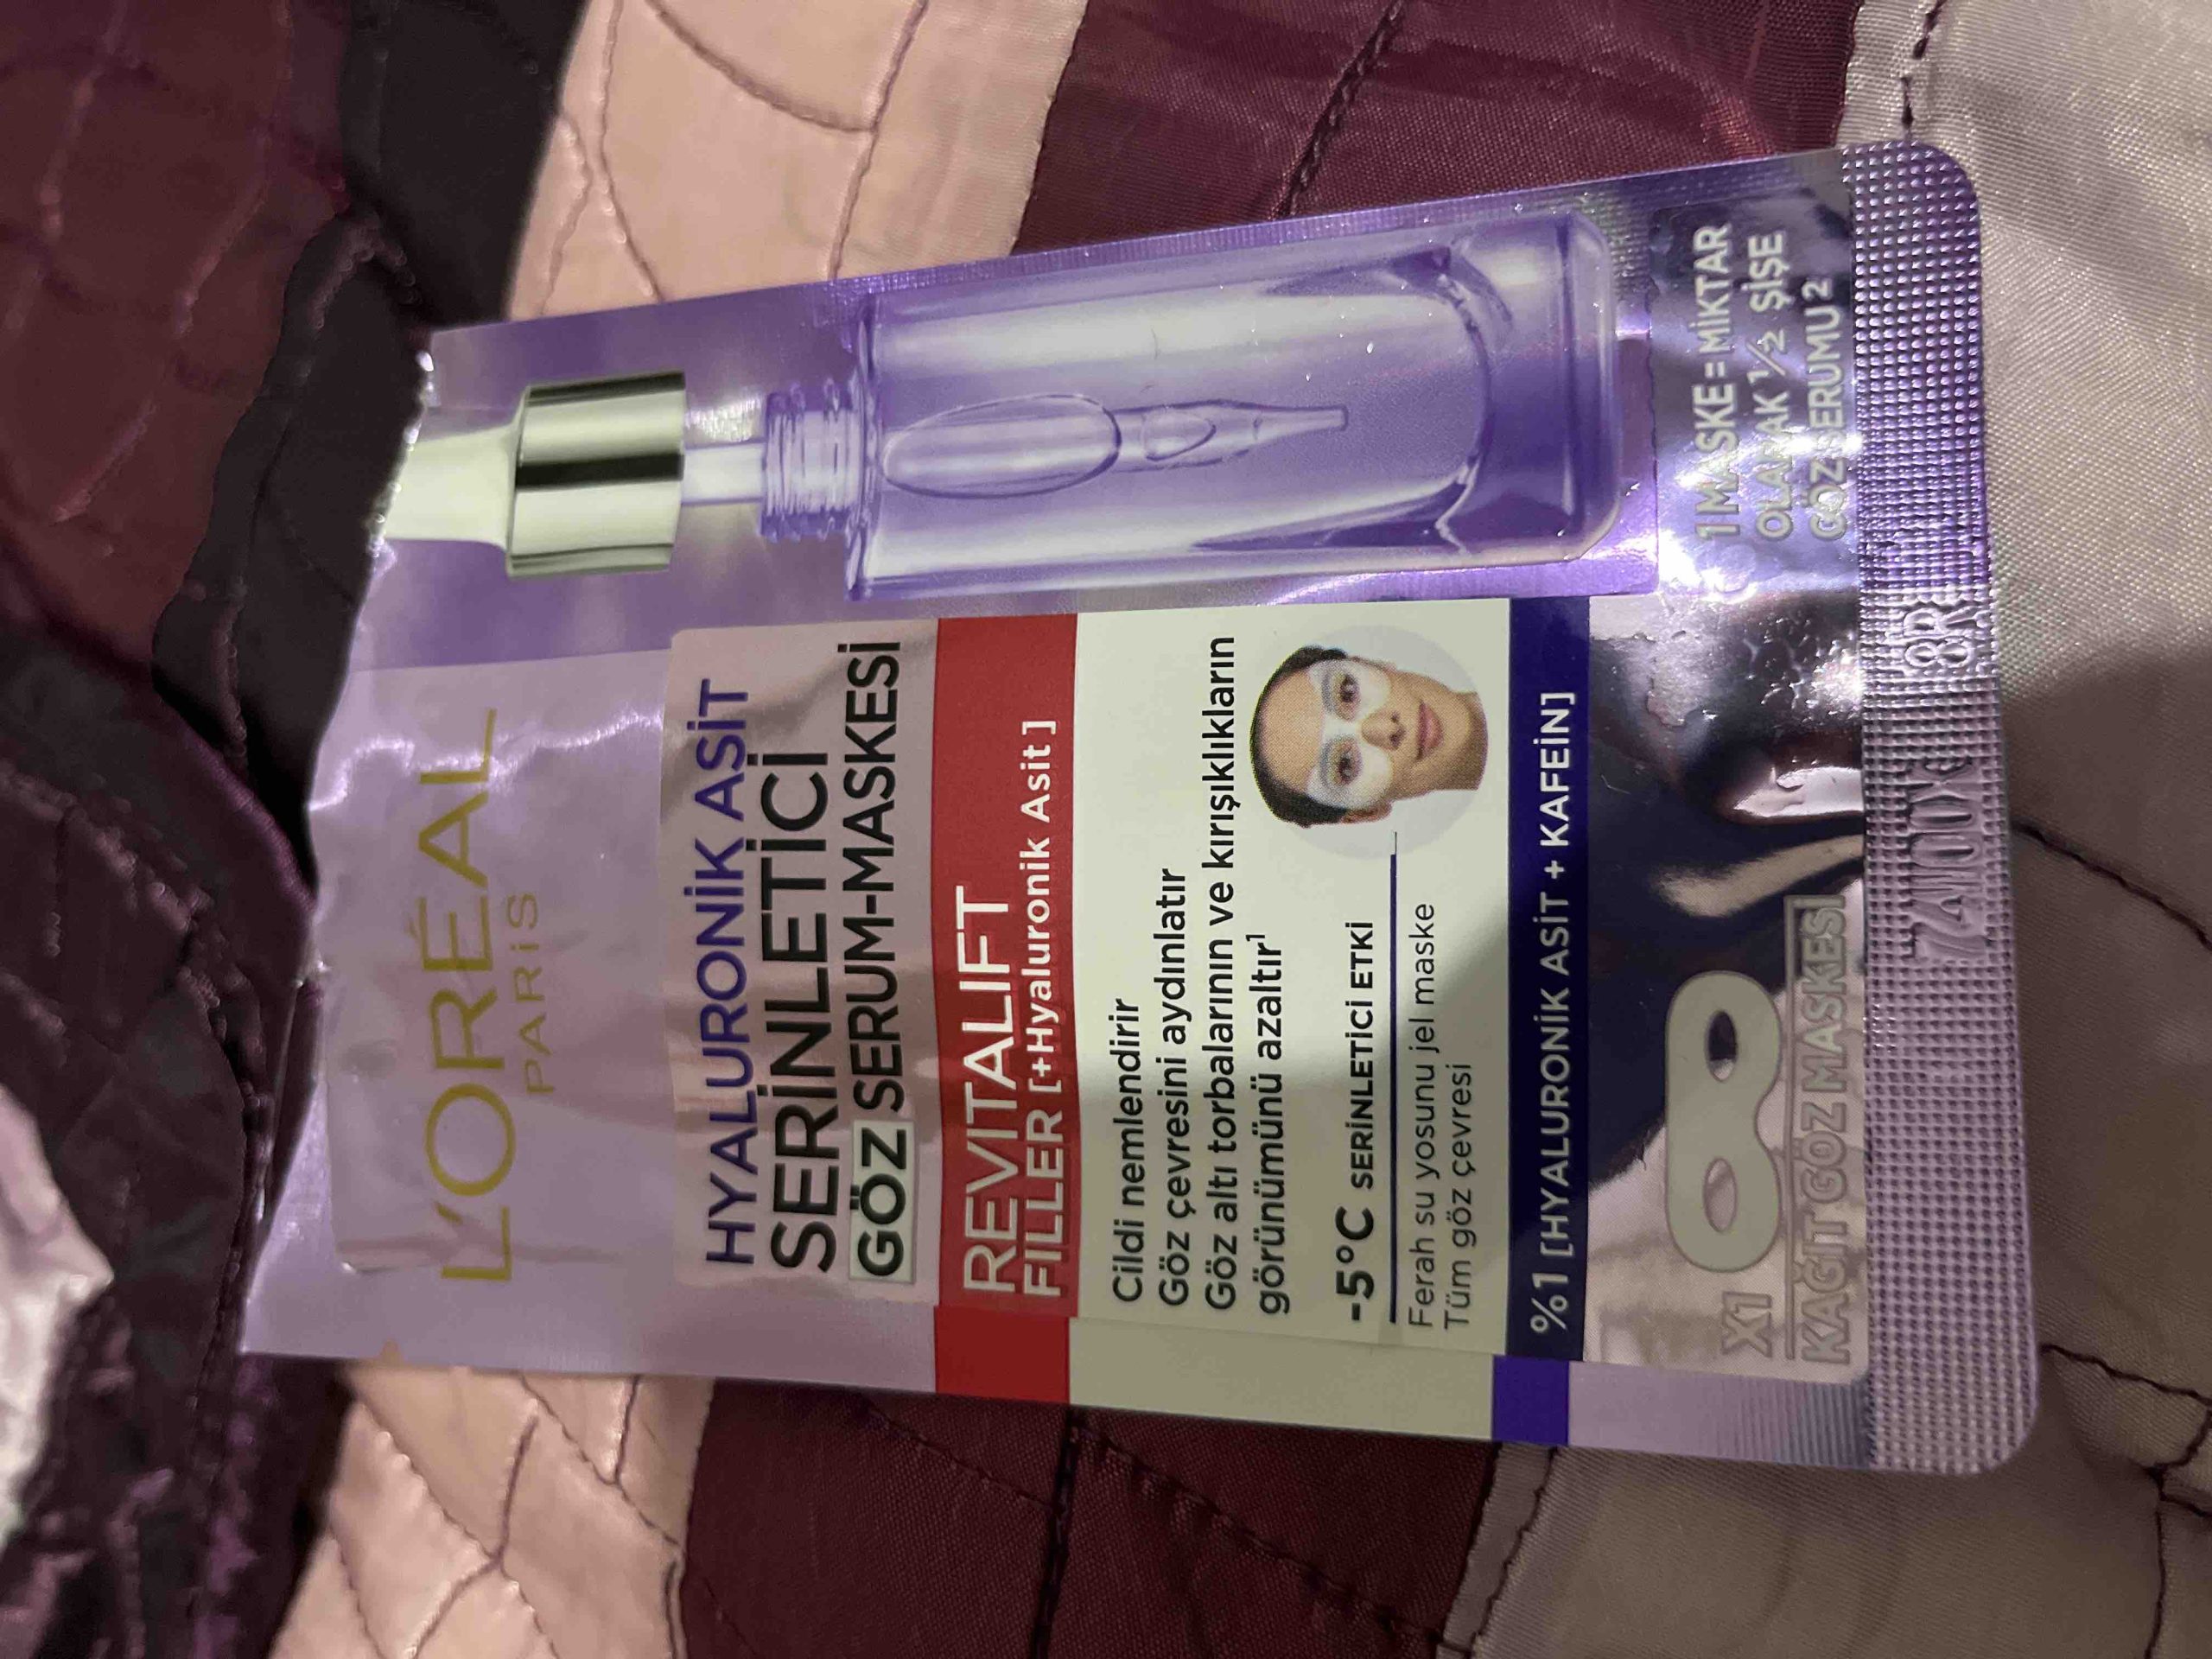 L'ORÉAL
PARiS
HYALURONİK ASİT
SERİNLETİCİ
GÖZ SERUM-MASKESİ
REVITALIFT
FILLER [+Hyaluronik Asit]
Cildi nemlendirir
Göz çevresini aydınlatır
Göz altı torbalarının ve kırışıklıkların
görünümünü azaltır¹
-5°C SERİNLETİCİ ETKİ
Ferah su yosunu jel maske
Tüm göz çevresi
%1 [HYALURONİK ASİT + KAFEİN]
X1
KAĞIT GÖZ MASKESİ
1 MASKE = MİKTAR
OLARAK 1/2 ŞİŞE
GÖZ SERUMU²
8R